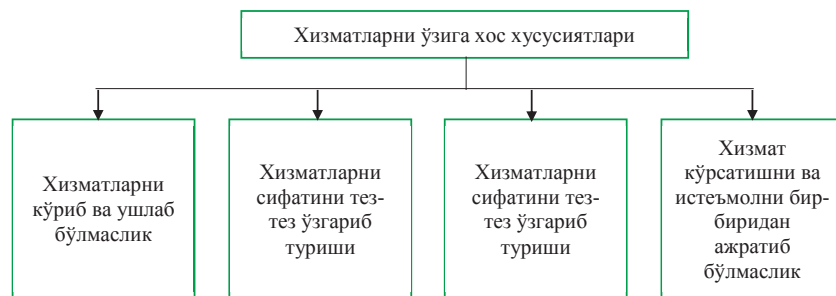 Хизматларни ўзига хос хусусиятлари
Хизматларни
кўриб ва ушлаб
бўлмаслик
Хизматларни
сифатини тез-
тез ўзгариб
туриши
Хизматларни
сифатини тез-
тез ўзгариб
туриши
Хизмат
кўрсатишни ва
истеъмолни бир-
биридан
ажратиб
бўлмаслик